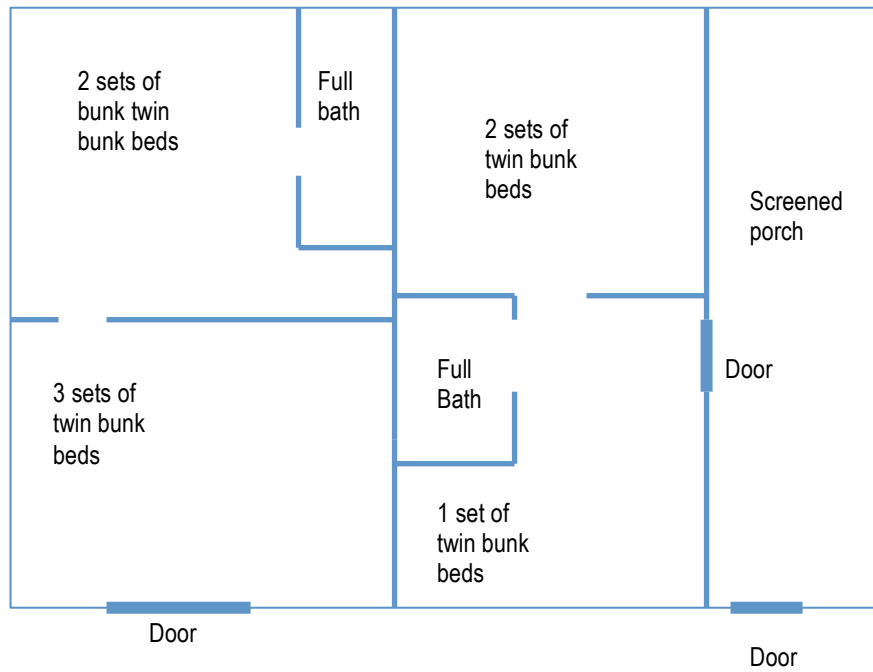 2 sets of
bunk twin
bunk beds
Full
bath
2 sets of
twin bunk
beds
Screened
porch
3 sets of
twin bunk
beds
Full
Bath
Door
1 set of
twin bunk
beds
Door
Door